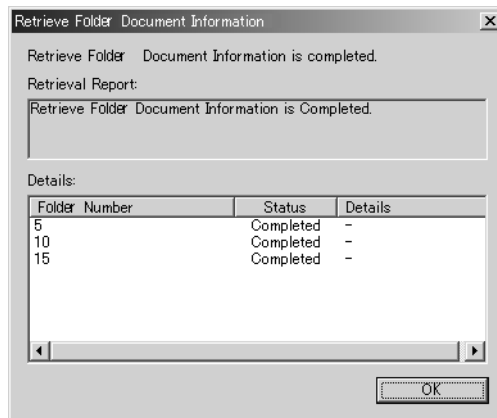 Retrieve Folder Document Information
Retrieve Folder Document Information is completed.
Retrieval Report:
Retrieve Folder Document Information is Completed.
Details:
Folder Number Status Details
5 Completed -
10 Completed -
15 Completed -
OK